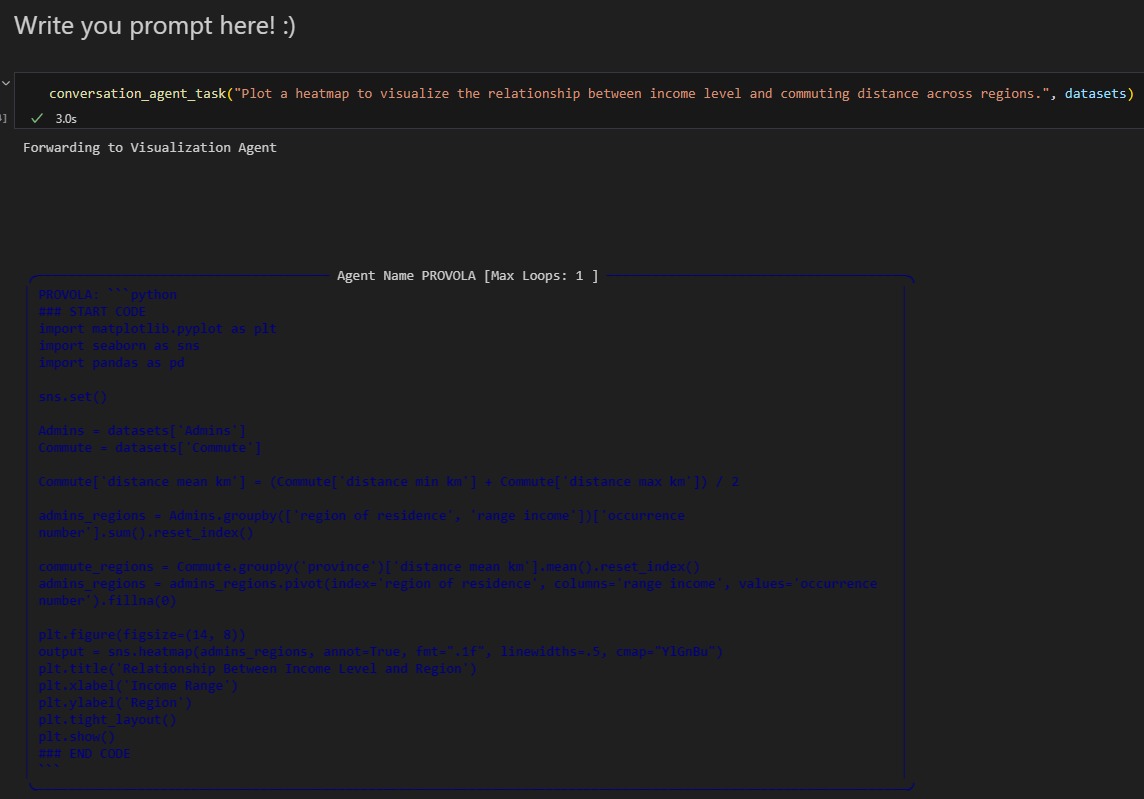 Write you prompt here! :)
conversation_agent_task("Plot a heatmap to visualize the relationship between income level and commuting distance across regions.", datasets)
3.0s
Forwarding to Visualization Agent
Agent Name PROVOLA [Max Loops: 1 ]
PROVOLA: ```python
### START CODE
import matplotlib.pyplot as plt
import seaborn as sns
import pandas as pd
sns.set()
Admins = datasets['Admins']
Commute = datasets['Commute']
Commute['distance mean km'] = (Commute['distance min km'] + Commute['distance max km']) / 2
admins_regions = Admins.groupby(['region of residence', 'range income'])['occurrence
number'].sum().reset_index()
commute_regions = Commute.groupby('province')['distance mean km'].mean().reset_index()
admins_regions = admins_regions.pivot(index='region of residence', columns='range income', values='occurrence
number').fillna(0)
plt.figure(figsize=(14, 8))
output = sns.heatmap(admins_regions, annot=True, fmt=".1f", linewidths=.5, cmap="YlGnBu")
plt.title('Relationship Between Income Level and Region')
plt.xlabel('Income Range')
plt.ylabel('Region')
plt.tight_layout()
plt.show()
### END CODE
```